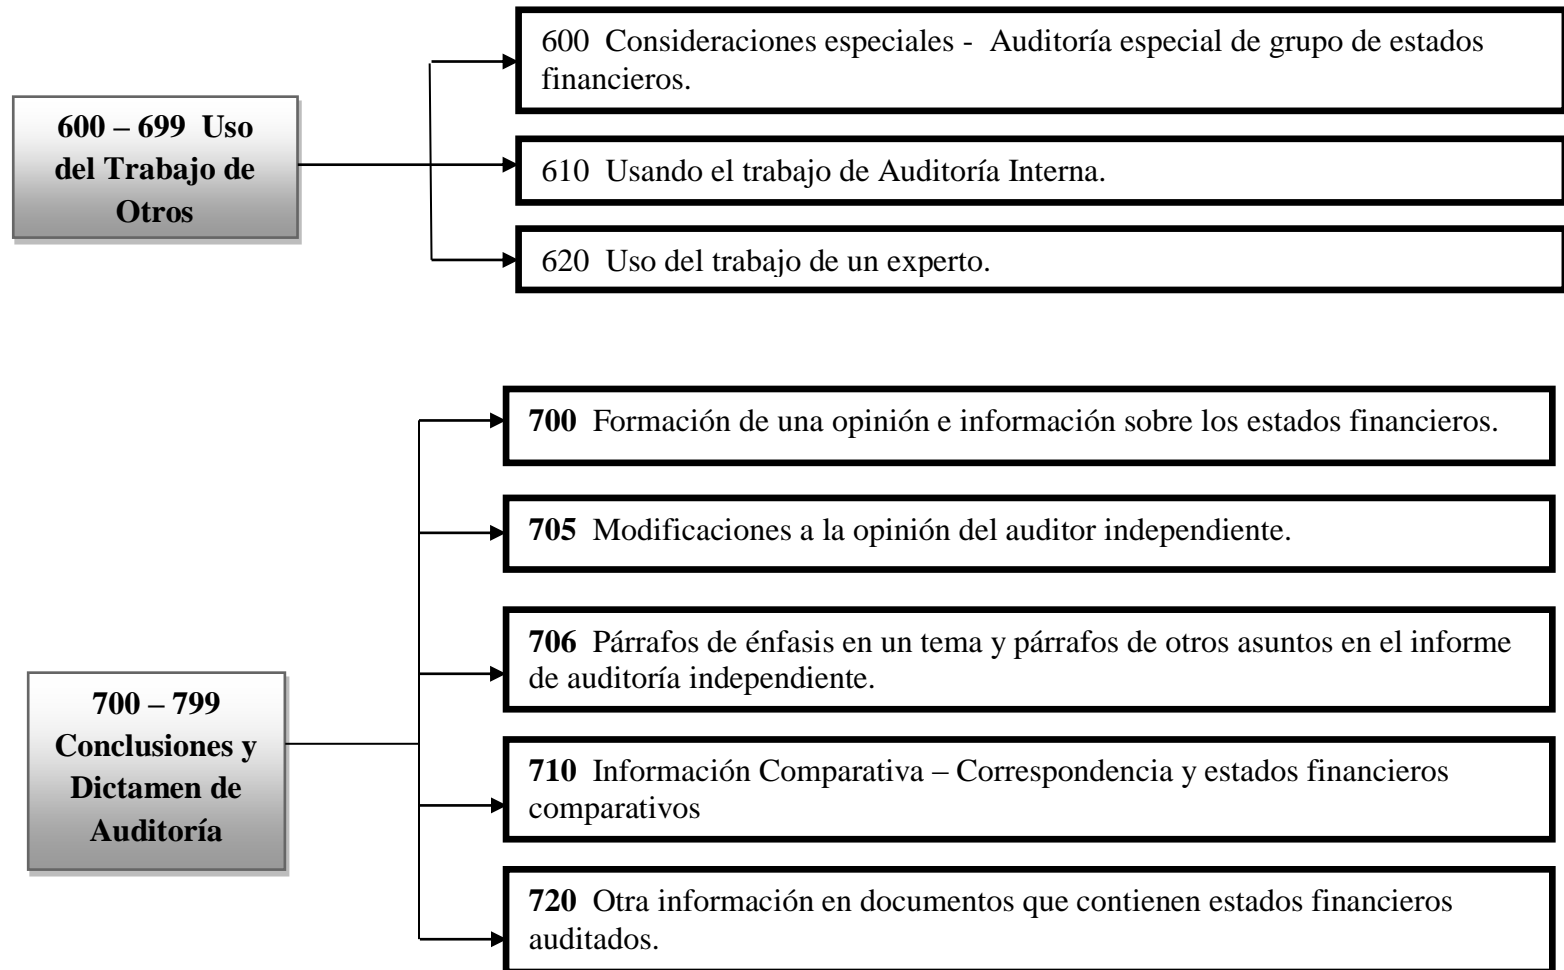 600 – 699 Uso
del Trabajo de
Otros
600 Consideraciones especiales - Auditoría especial de grupo de estados
financieros.
610 Usando el trabajo de Auditoría Interna.
620 Uso del trabajo de un experto.
700 – 799
Conclusiones y
Dictamen de
Auditoría
700 Formación de una opinión e información sobre los estados financieros.
705 Modificaciones a la opinión del auditor independiente.
706 Párrafos de énfasis en un tema y párrafos de otros asuntos en el informe
de auditoría independiente.
710 Información Comparativa – Correspondencia y estados financieros
comparativos
720 Otra información en documentos que contienen estados financieros
auditados.